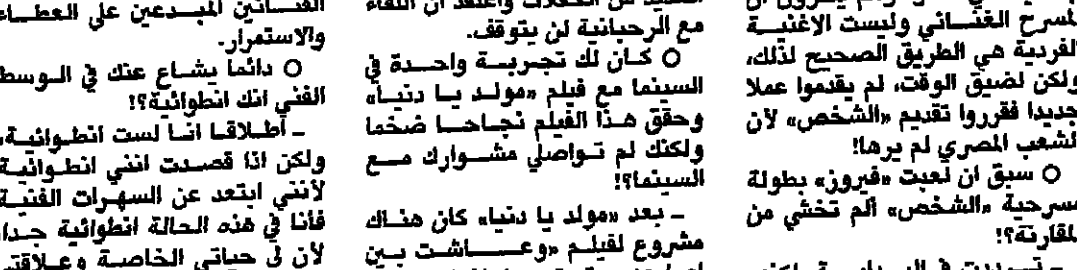 المسرح الغنائي وليست الاغنية
الفردية هي الطريق الصحيح لذلك،
ولكن لضيق الوقت، لم يقدموا عملا
جديدا فقرروا تقديم «الشخص» لأن
الشعب المصري لم يرها!
O سبق ان لعبت «فيروز» بطولة
مسرحية «الشخص» ألم تخشي من
المقارنة؟!
مع الرحبانية لن يتوقف.
O كان لك تجربة واحدة في
السينما مع فيلم «مولد يا دنيا»
وحقق هذا الفيلم نجاحا ضخما
ولكنك لم تواصلي مشوارك مع
السينما؟!
ـ بعد «مولد يا دنيا» كان هناك
مشروع لفيلم «وعاشت بين
الفنانين المبدعين على العطاء
والاستمرار.
O دائما يشاع عنك في الوسط
الفني انك انطوائية؟!
ـ اطلاقا انا لست انطوائية،
ولكن اذا قصدت انني انطوائية
لأنني ابتعد عن السهرات الفنية
فأنا في هذه الحالة انطوائية جدا،
لأن لي حياتي الخاصة وعلاقتي